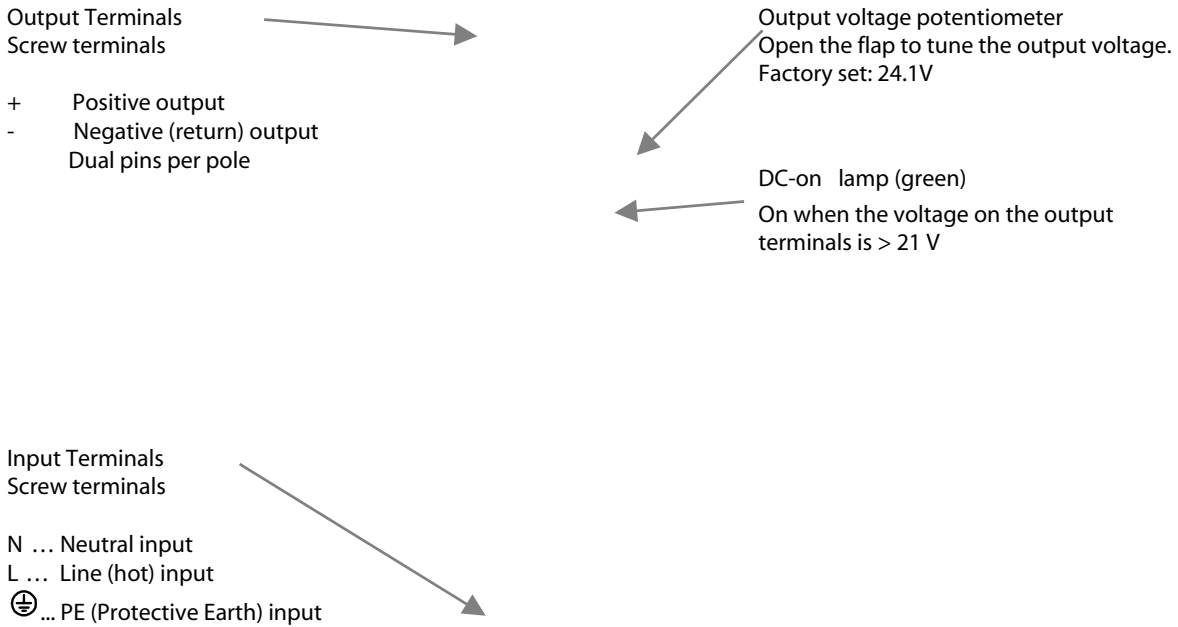 Output Terminals
Screw terminals
+ Positive output
- Negative (return) output
Dual pins per pole
Output voltage potentiometer
Open the flap to tune the output voltage.
Factory set: 24.1V
DC-on lamp (green)
On when the voltage on the output
terminals is > 21 V
Input Terminals
Screw terminals
N … Neutral input
L … Line (hot) input
... PE (Protective Earth) input